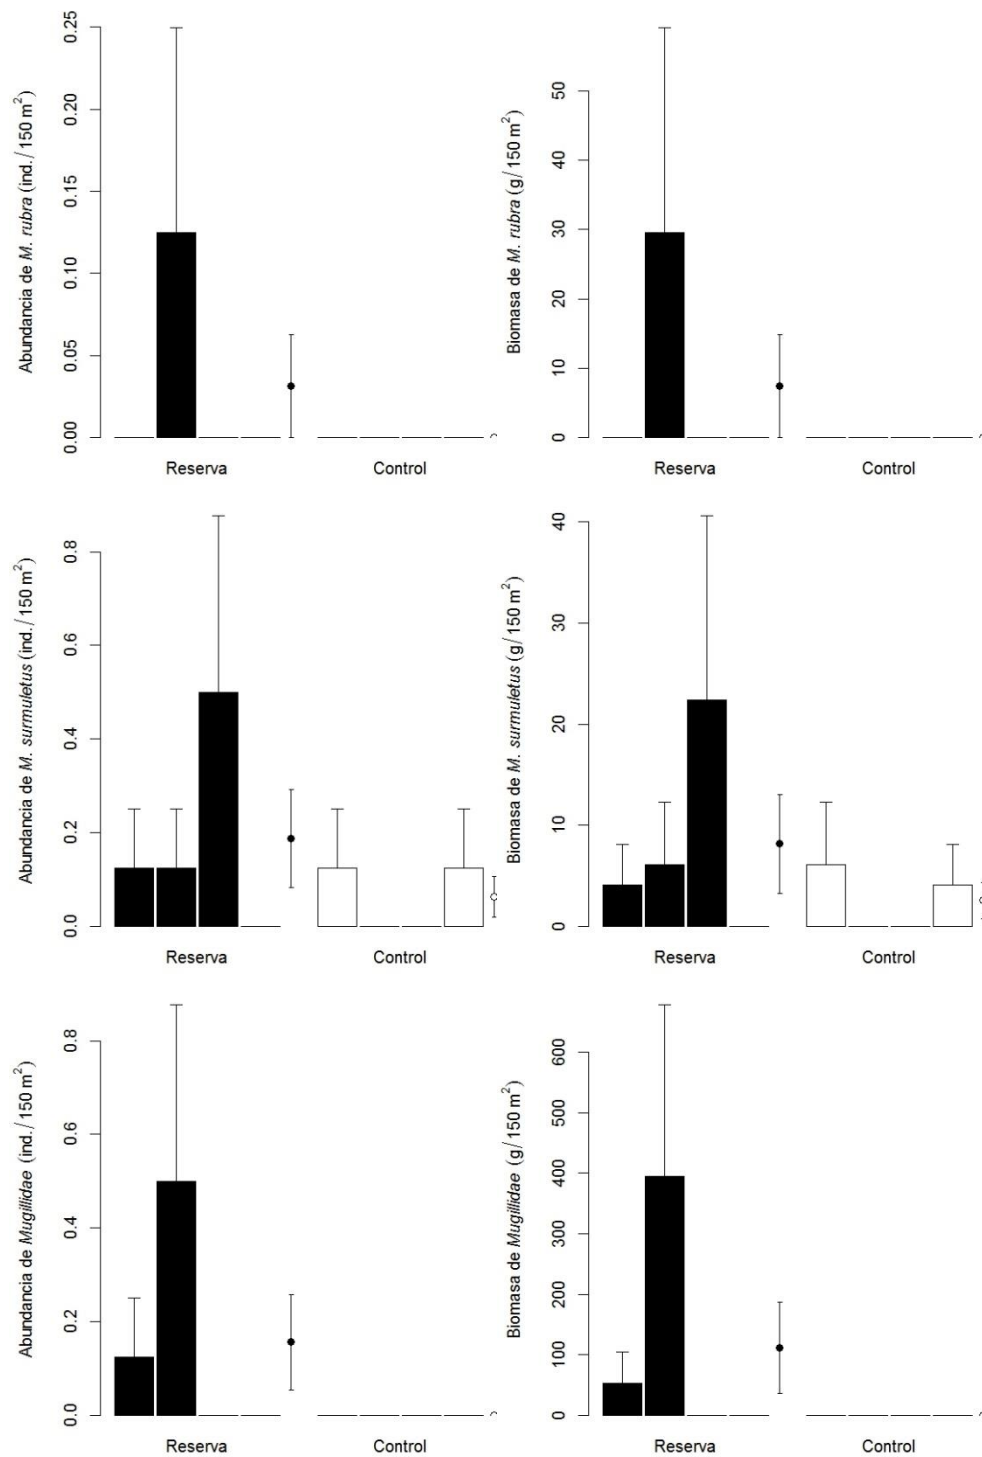 Abundancia de M. rubra (ind./150 m²)
0.25
0.20
0.15
0.10
0.05
0.00
Reserva
Control
Biomasa de M. rubra (g/150 m²)
50
40
30
20
10
0
Reserva
Control
Abundancia de M. surmuletus (ind./150 m²)
0.8
0.6
0.4
0.2
0.0
Reserva
Control
Biomasa de M. surmuletus (g/150 m²)
40
30
20
10
0
Reserva
Control
Abundancia de Mugillidae (ind./150 m²)
0.8
0.6
0.4
0.2
0.0
Reserva
Control
Biomasa de Mugillidae (g/150 m²)
600
500
400
300
200
100
0
Reserva
Control